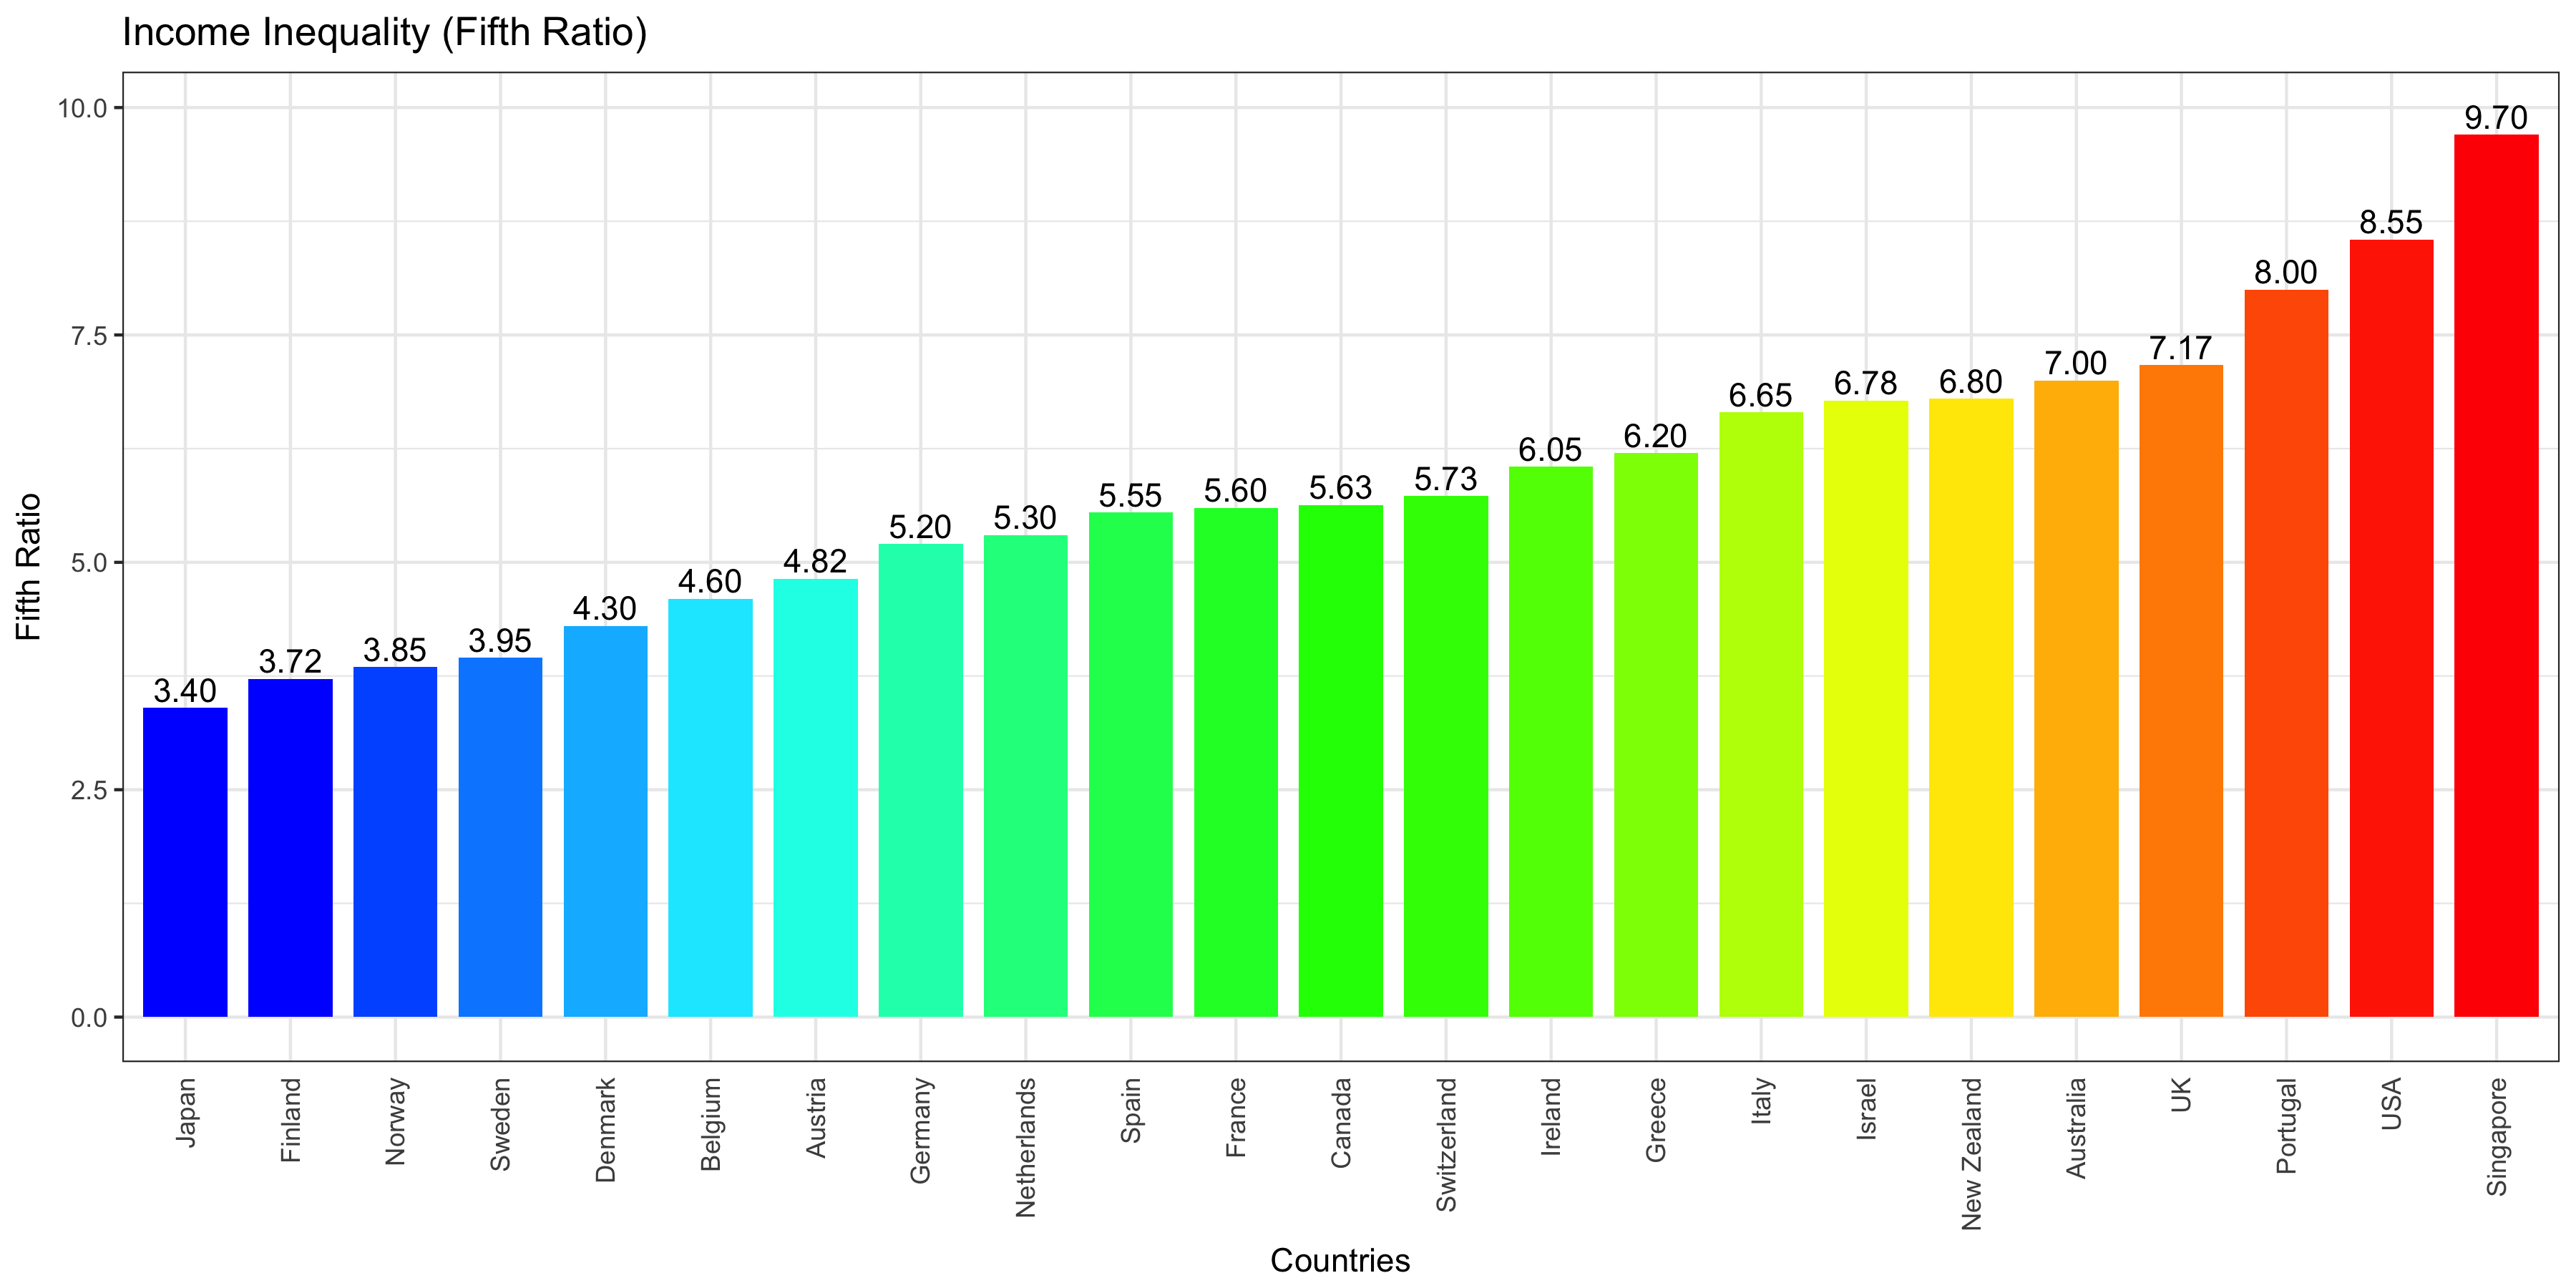 Income Inequality (Fifth Ratio)
Fifth Ratio
10.0
7.5
5.0
2.5
0.0
3.40
3.72
3.85
3.95
4.30
4.60
4.82
5.20
5.30
5.55
5.60
5.63
5.73
6.05
6.20
6.65
6.78
6.80
7.00
7.17
8.00
8.55
9.70
Japan
Finland
Norway
Sweden
Denmark
Belgium
Austria
Germany
Netherlands
Spain
France
Canada
Switzerland
Ireland
Greece
Italy
Israel
New Zealand
Australia
UK
Portugal
USA
Singapore
Countries